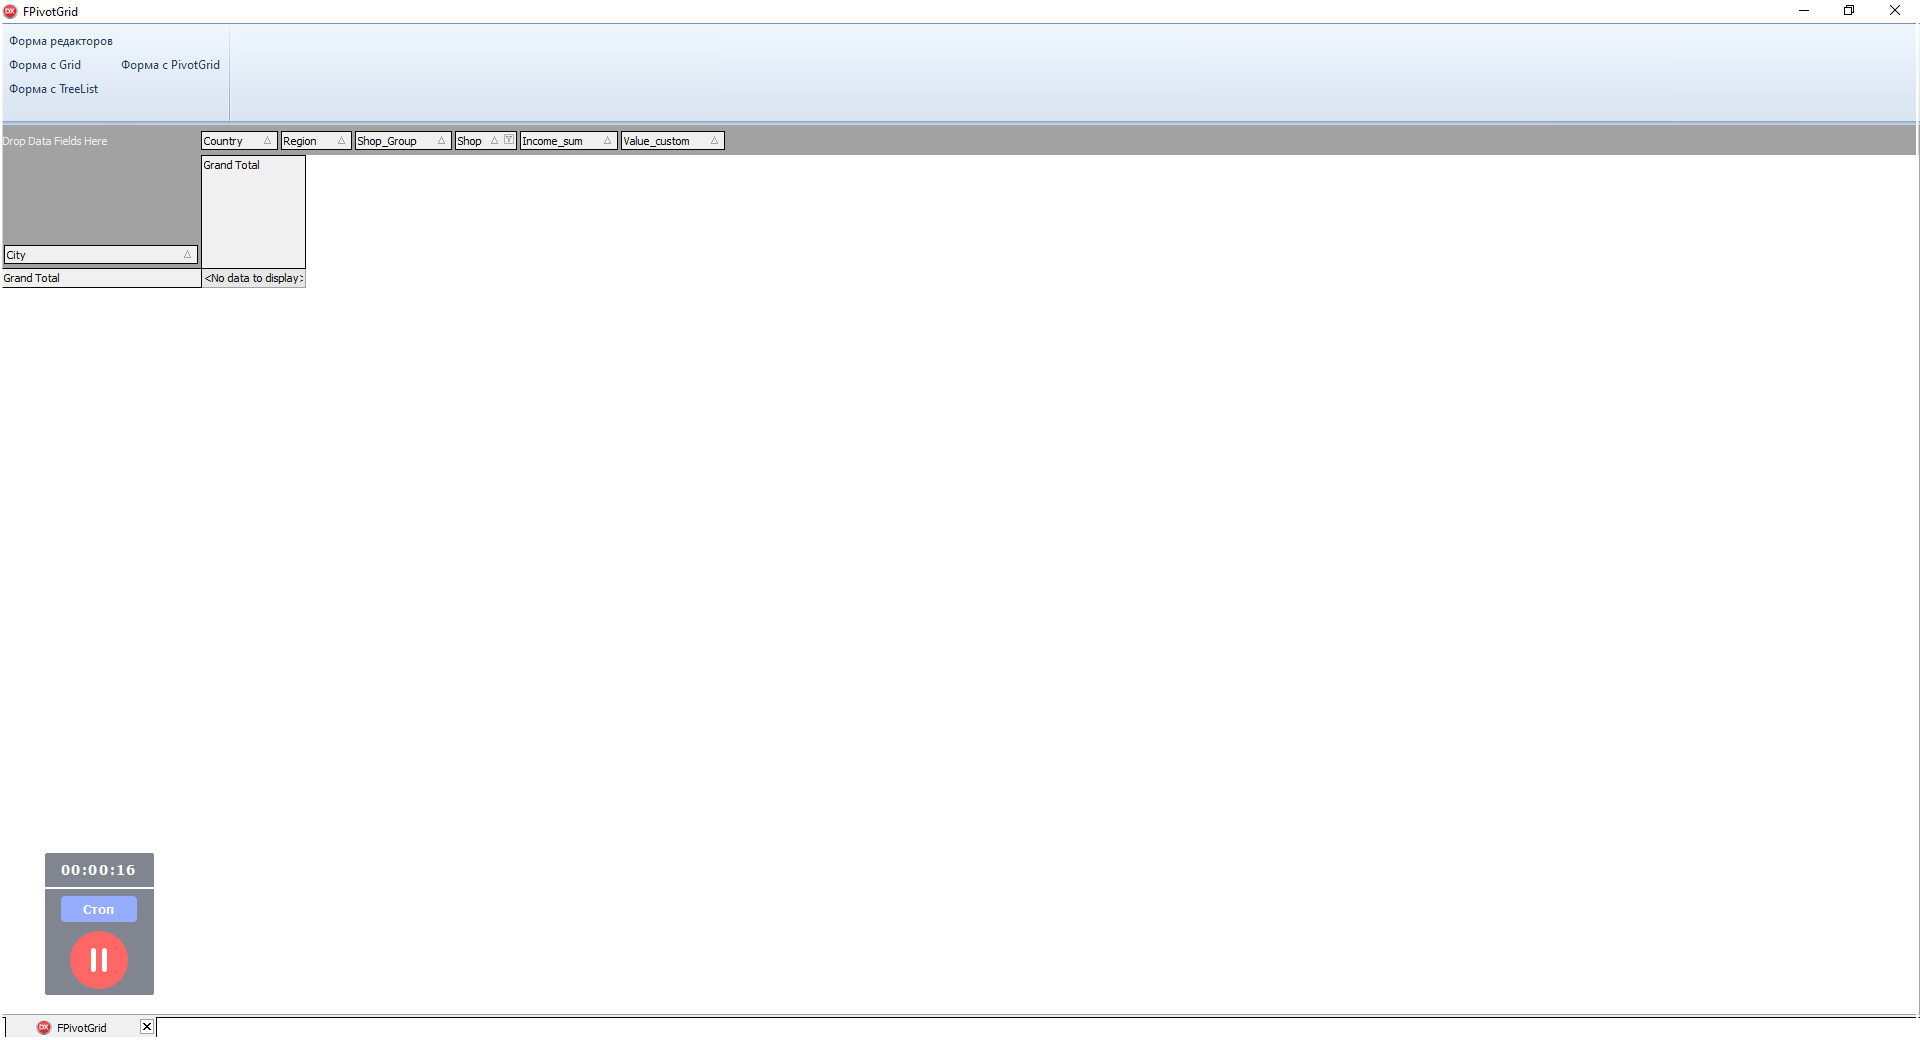 FPivotGrid
Форма редакторов
Форма с Grid Форма с PivotGrid
Форма с TreeList
Drop Data Fields Here Country Region Shop_Group Shop Income_sum Value_custom
Grand Total
City
Grand Total <No data to display>
00:00:16
Стоп
FPivotGrid